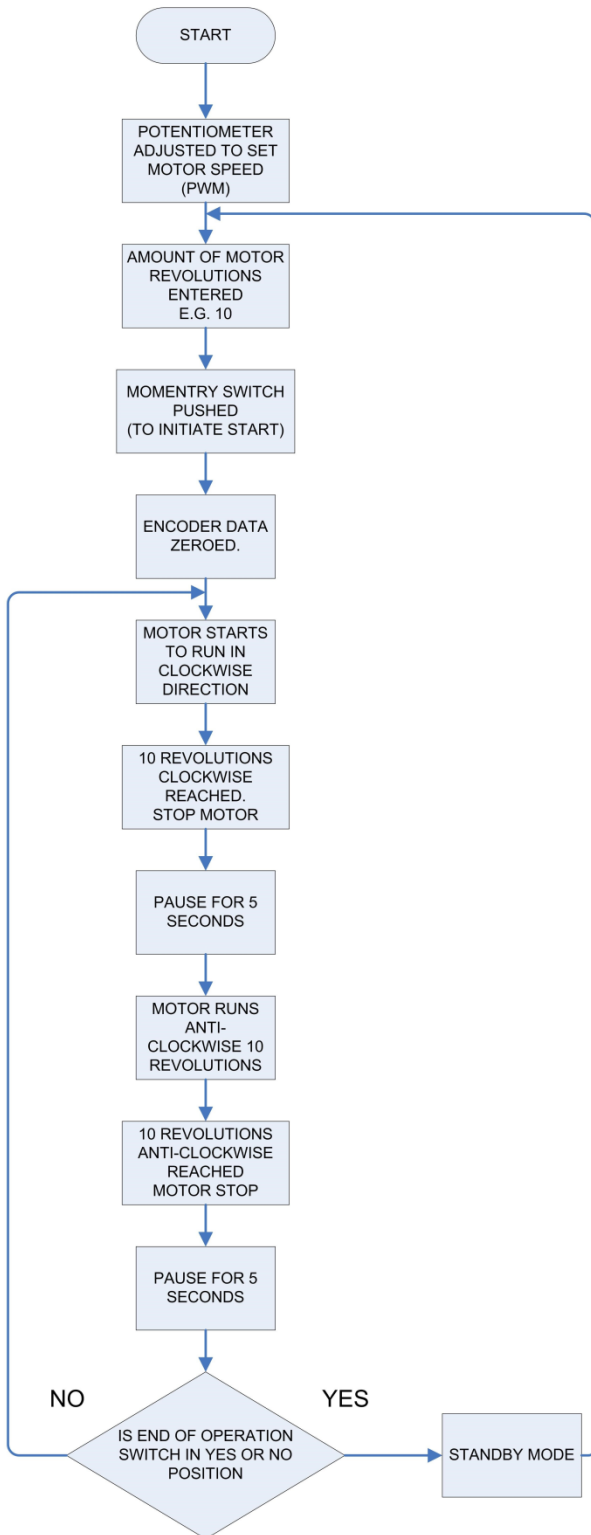 START
POTENTIOMETER
ADJUSTED TO SET
MOTOR SPEED
(PWM)
AMOUNT OF MOTOR
REVOLUTIONS
ENTERED
E.G. 10
MOMENTRY SWITCH
PUSHED
(TO INITIATE START)
ENCODER DATA
ZEROED.
MOTOR STARTS
TO RUN IN
CLOCKWISE
DIRECTION
10 REVOLUTIONS
CLOCKWISE
REACHED.
STOP MOTOR
PAUSE FOR 5
SECONDS
MOTOR RUNS
ANTI-
CLOCKWISE 10
REVOLUTIONS
10 REVOLUTIONS
ANTI-CLOCKWISE
REACHED
MOTOR STOP
PAUSE FOR 5
SECONDS
NO
YES
IS END OF OPERATION
SWITCH IN YES OR NO
POSITION
STANDBY MODE